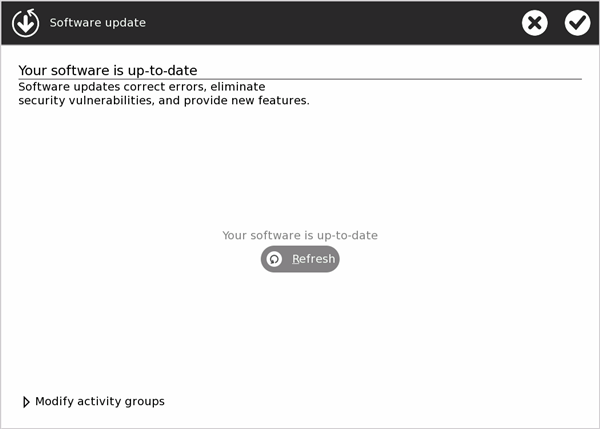 Software update
Your software is up-to-date
Software updates correct errors, eliminate
security vulnerabilities, and provide new features.
Your software is up-to-date
Refresh
Modify activity groups